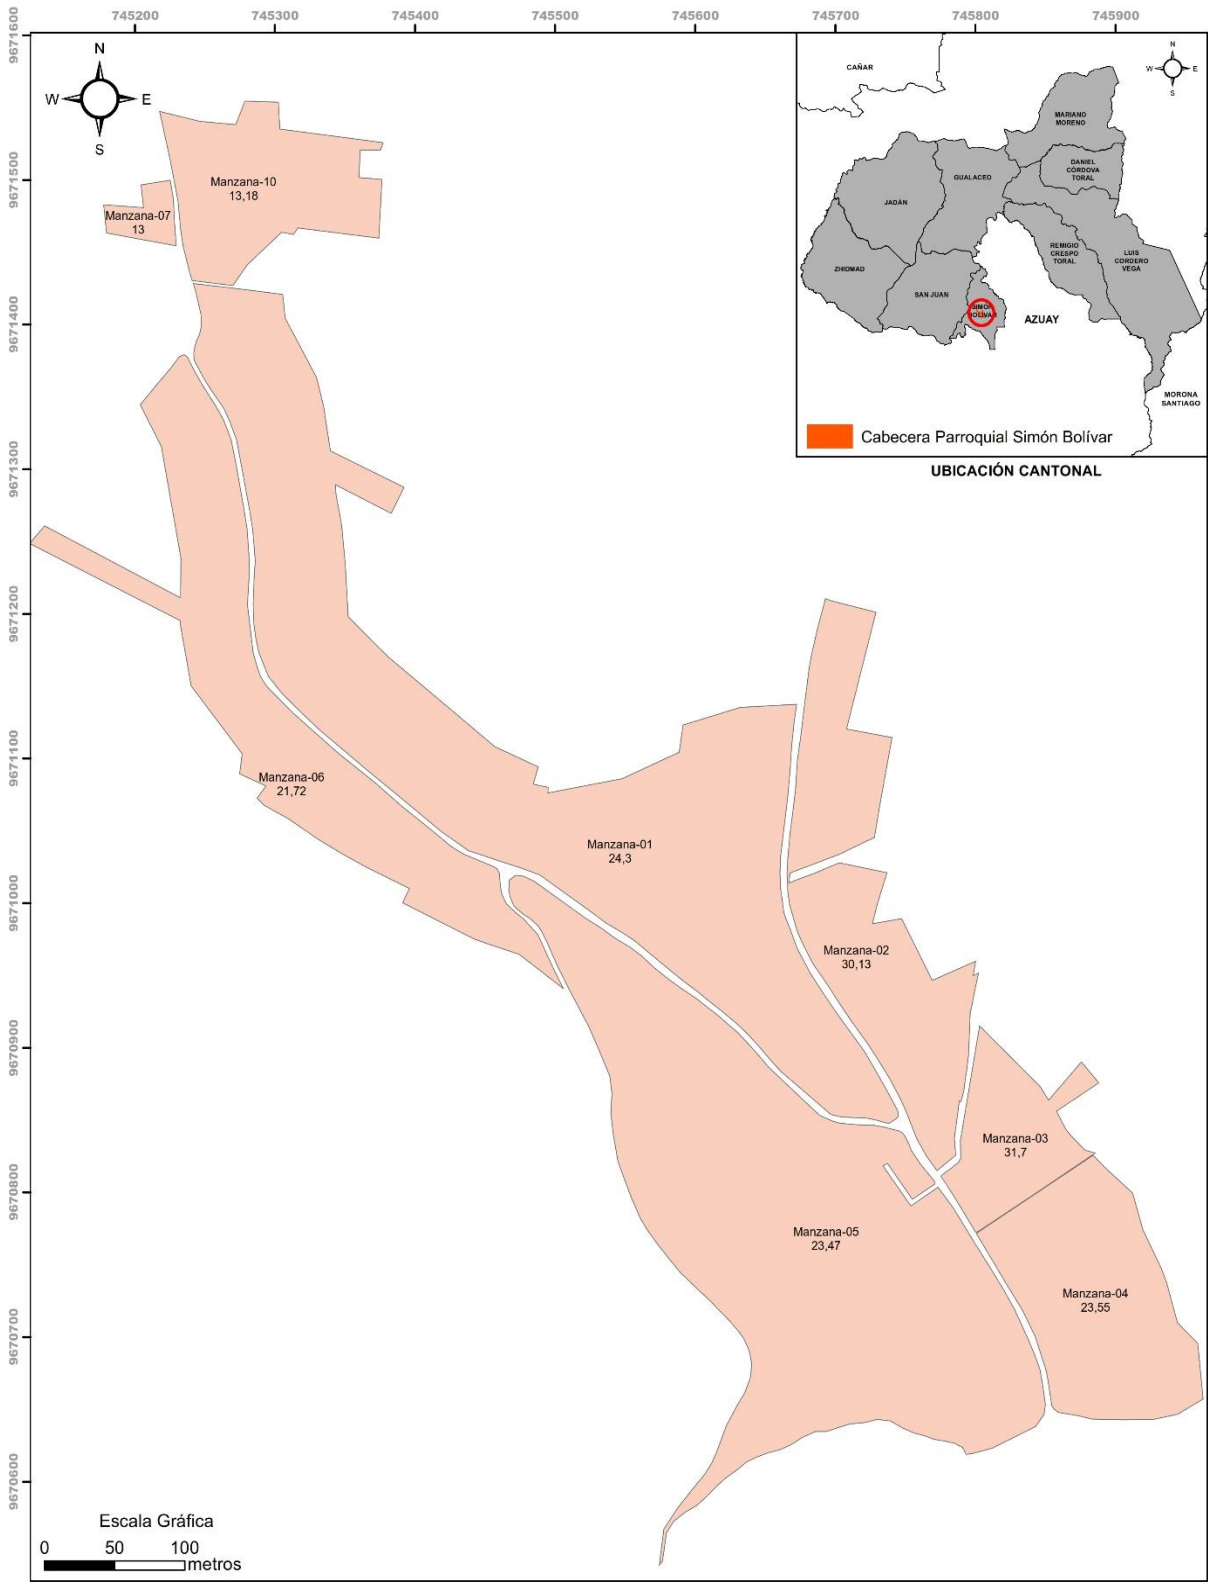 745200
745300
745400
745500
745600
745700
745800
745900
9671600
9671500
9671400
9671300
9671200
9671100
9671000
9670900
9670800
9670700
9670600
N
W
E
S
Manzana-10
13,18
Manzana-07
13
Manzana-06
21,72
Manzana-01
24,3
Manzana-02
30,13
Manzana-03
31,7
Manzana-05
23,47
Manzana-04
23,55
N
W
E
S
CAÑAR
MARIANO
MORENO
DANIEL
CÓRDOVA
TORAL
GUALACEO
JADÁN
REMIGIO
CRESPO
TORAL
LUIS
CORDERO
VEGA
ZHIDMAD
SAN JUAN
SIMÓN
BOLÍVAR
AZUAY
MORONA
SANTIAGO
Cabecera Parroquial Simón Bolívar
UBICACIÓN CANTONAL
Escala Gráfica
0 50 100
metros